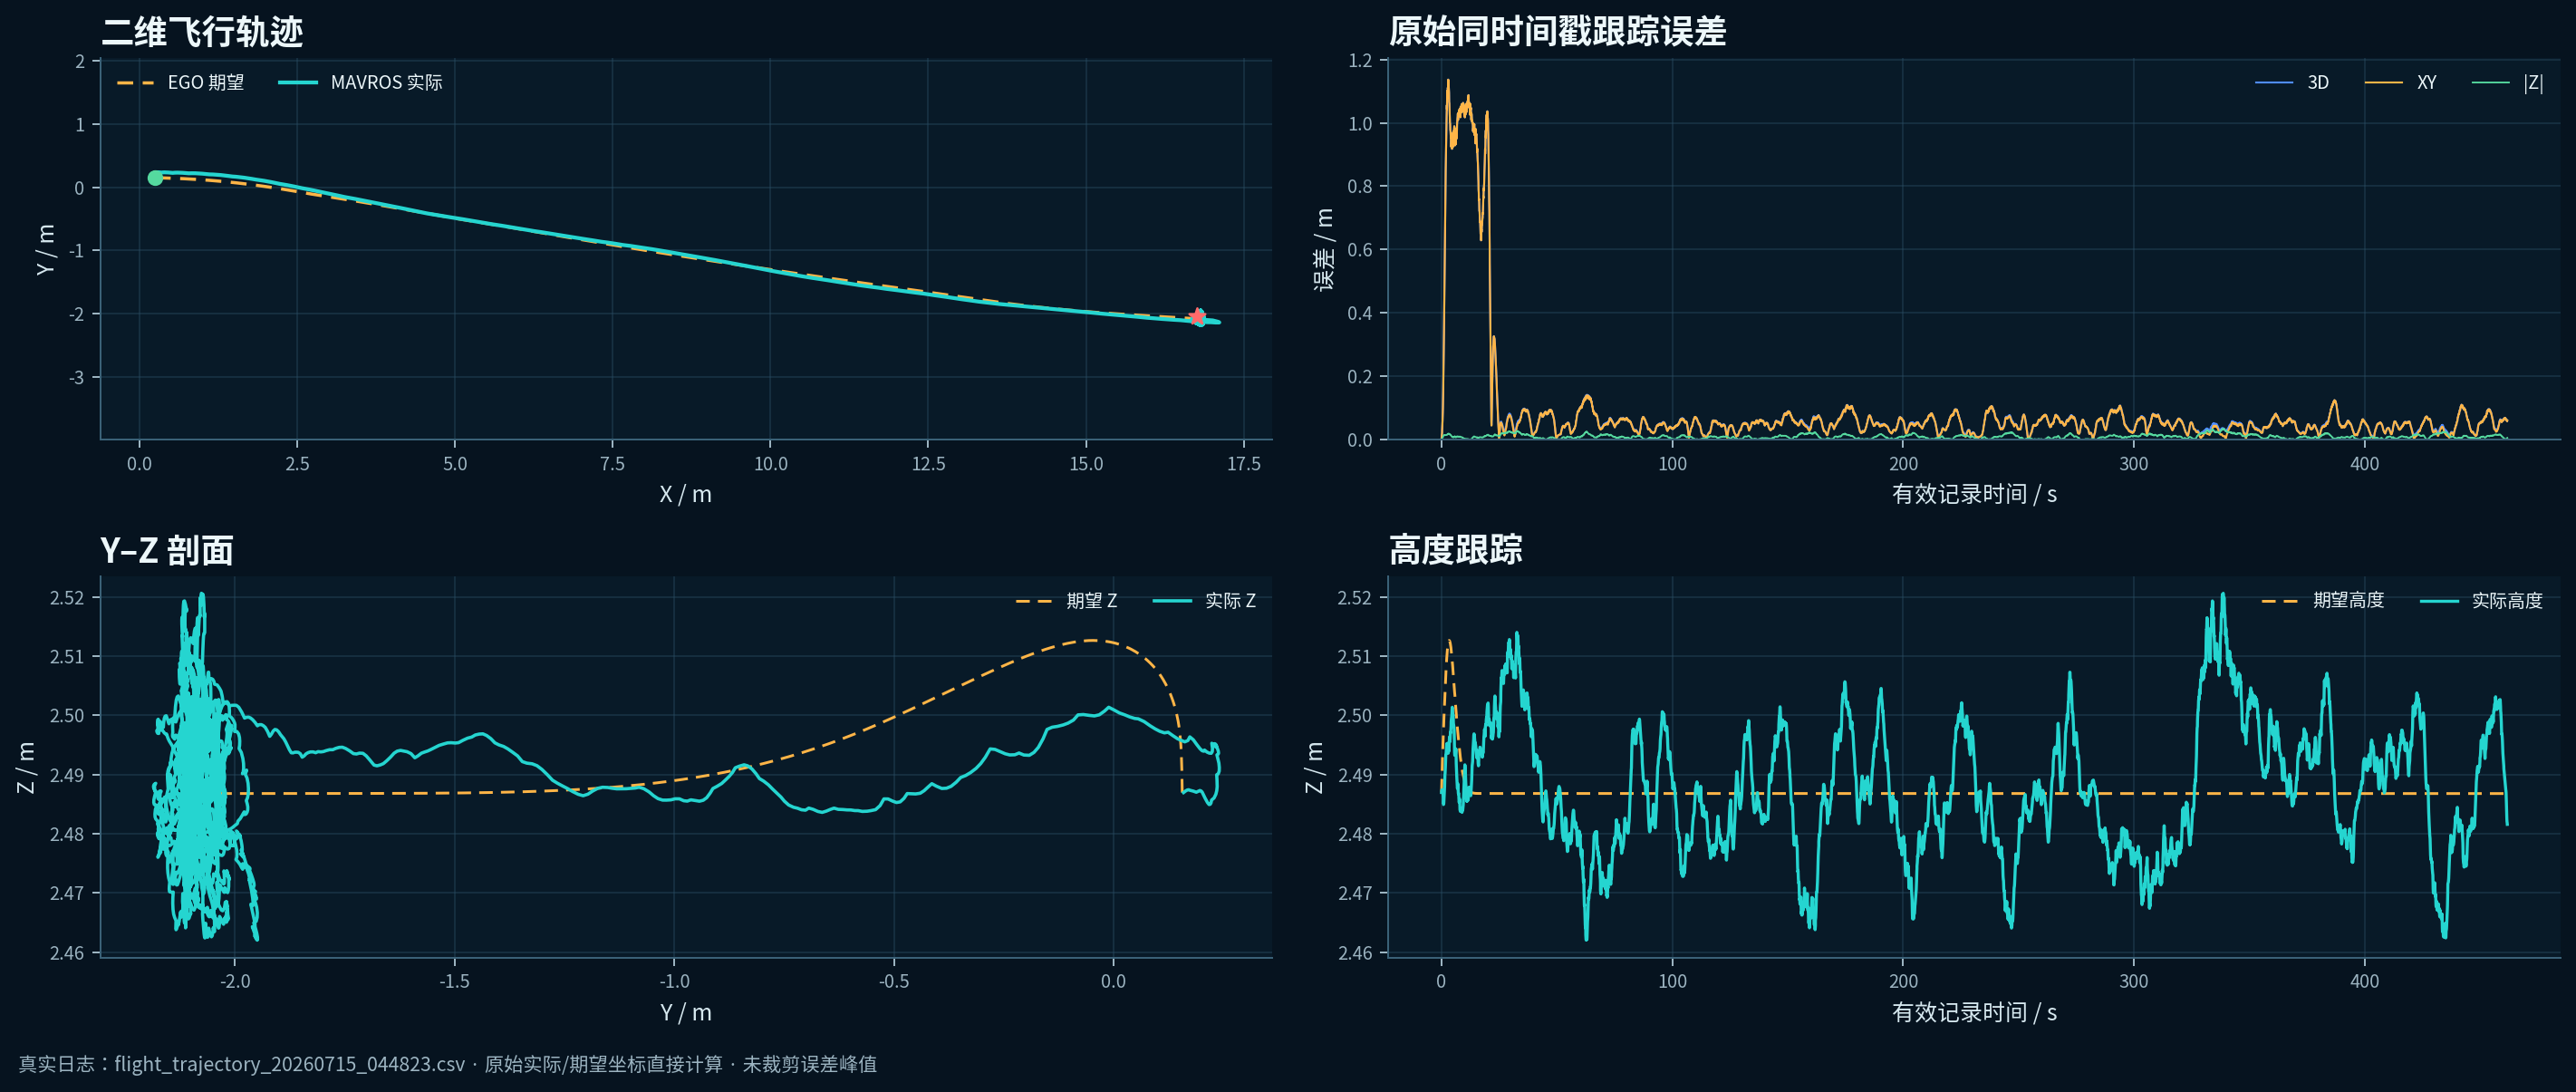 二维飞行轨迹
EGO 期望
MAVROS 实际
2
1
0
-1
-2
-3
Y / m
0.0
2.5
5.0
7.5
10.0
12.5
15.0
17.5
X / m
原始同时间戳跟踪误差
3D
XY
|Z|
1.2
1.0
0.8
0.6
0.4
0.2
0.0
误差 / m
0
100
200
300
400
有效记录时间 / s
Y–Z 剖面
期望 Z
实际 Z
2.52
2.51
2.50
2.49
2.48
2.47
2.46
Z / m
-2.0
-1.5
-1.0
-0.5
0.0
Y / m
高度跟踪
期望高度
实际高度
2.52
2.51
2.50
2.49
2.48
2.47
2.46
Z / m
0
100
200
300
400
有效记录时间 / s
真实日志：flight_trajectory_20260715_044823.csv · 原始实际/期望坐标直接计算 · 未裁剪误差峰值